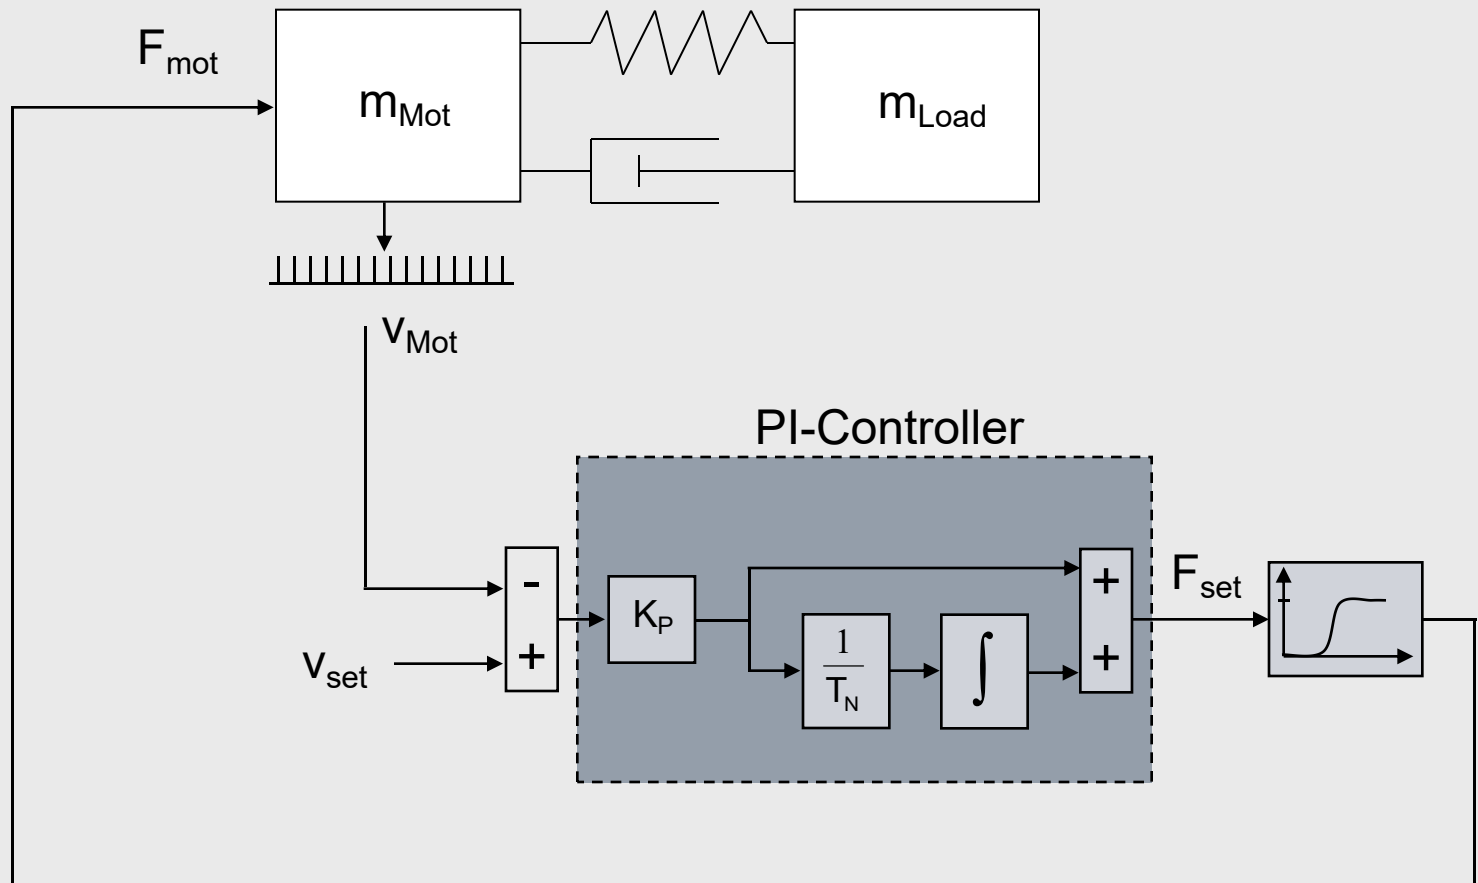 F_mot
m_Mot
m_Load
v_Mot
PI-Controller
-
+
v_set
K_P
1
T_N
∫
+
+
F_set